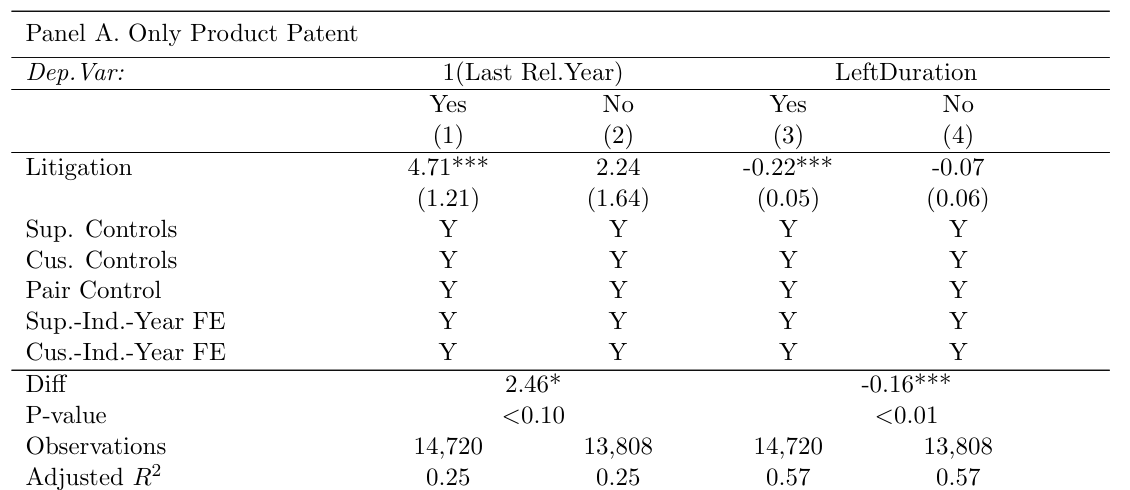 Panel A. Only Product Patent
Dep.Var: 1(Last Rel.Year) LeftDuration
Yes No Yes No
(1) (2) (3) (4)
Litigation 4.71*** 2.24 -0.22*** -0.07
(1.21) (1.64) (0.05) (0.06)
Sup. Controls Y Y Y Y
Cus. Controls Y Y Y Y
Pair Control Y Y Y Y
Sup.-Ind.-Year FE Y Y Y Y
Cus.-Ind.-Year FE Y Y Y Y
Diff 2.46* -0.16***
P-value <0.10 <0.01
Observations 14,720 13,808 14,720 13,808
Adjusted R² 0.25 0.25 0.57 0.57